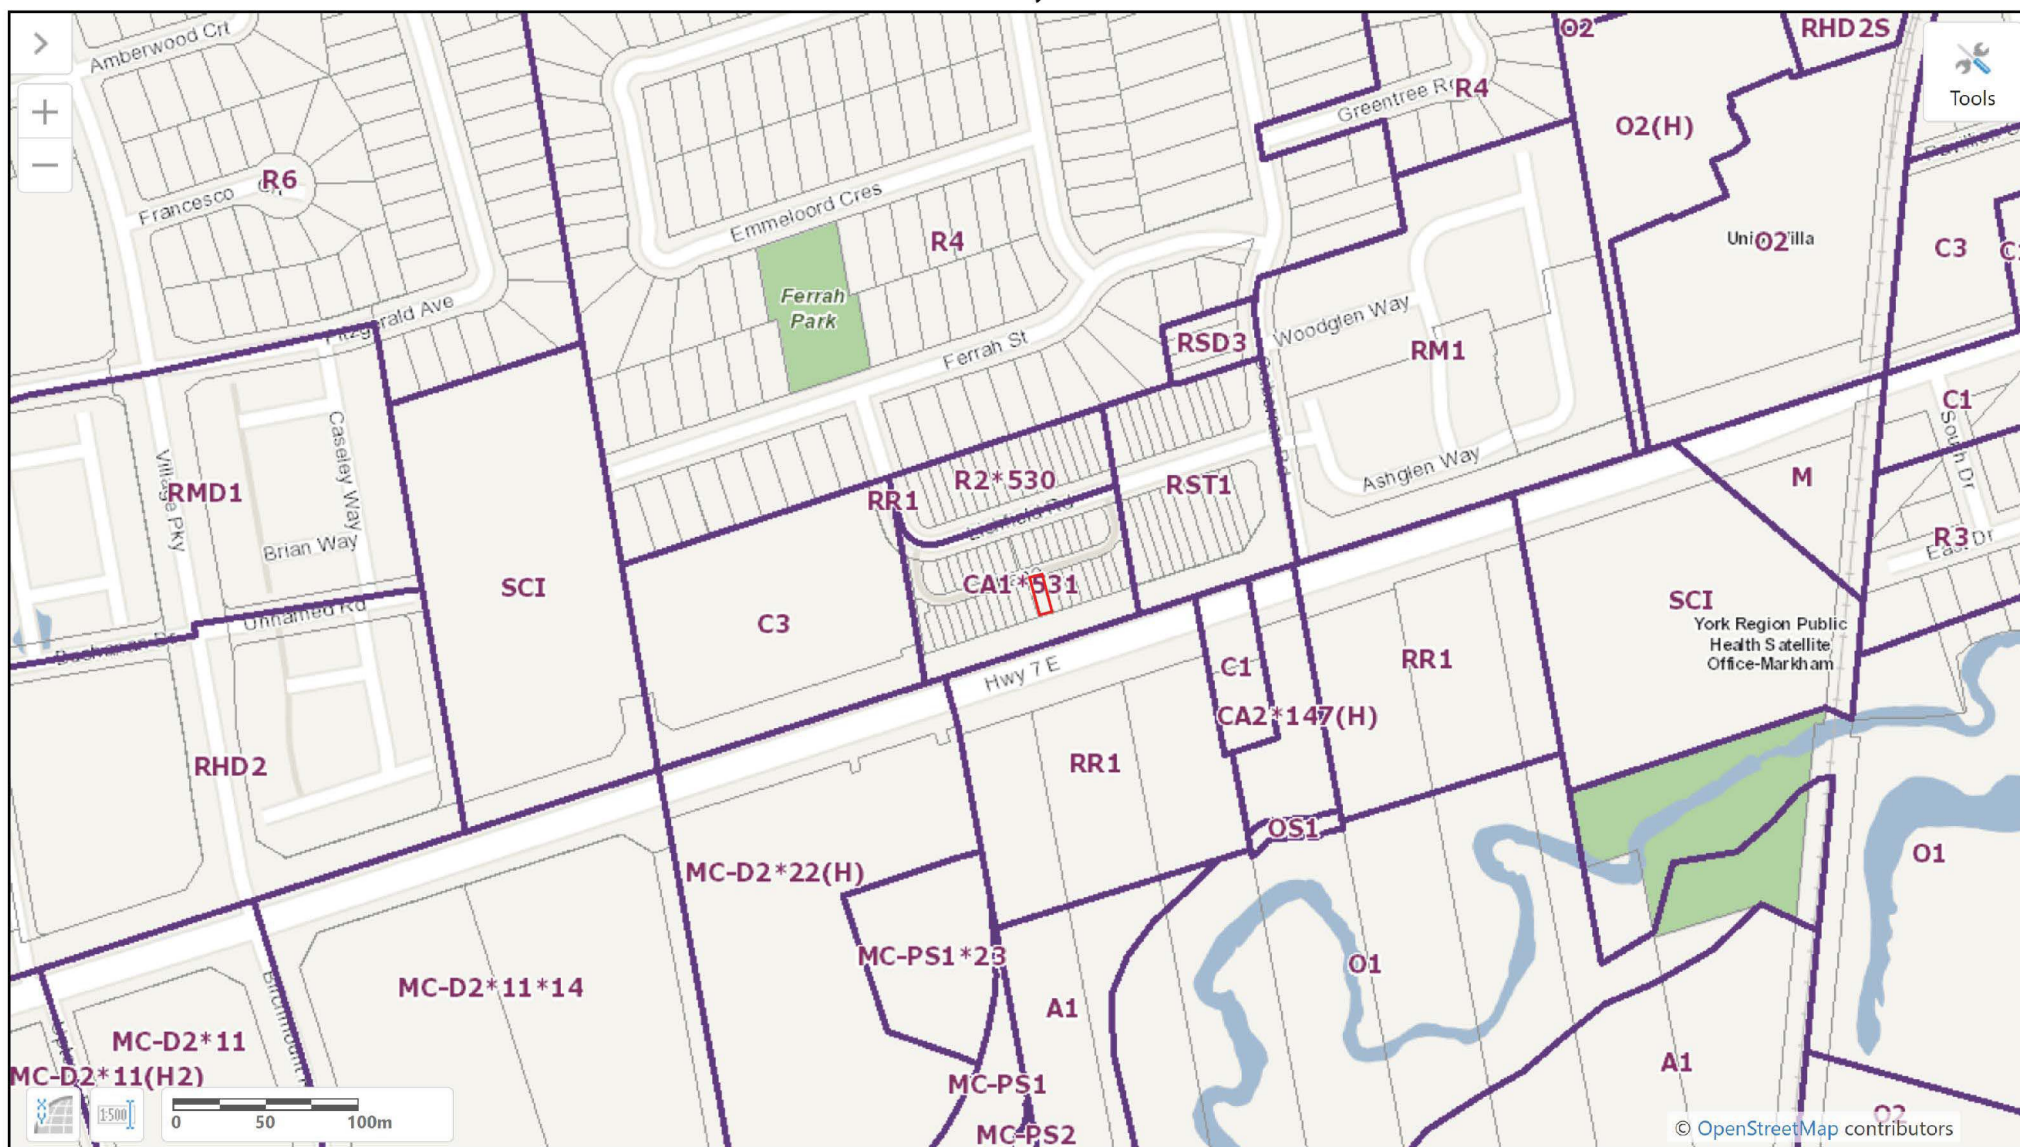 Amberwood Crt
O2
RHD2S
Tools
Greentree Rd
R4
O2(H)
R6
Francesco
Emmeloord Cres
R4
O2
C3
Ferrah
Park
Fitzgerald Ave
Ferrah St
RSD3
Woodglen Way
RM1
C1
South Dr
Caseley Way
Village Pky
RMD1
R2*530
RR1
RST1
Ashglen Way
M
R3
East Dr
Brian Way
SCI
CA1*531
C3
Unnamed Rd
SCI
York Region Public
Health Satellite
Office-Markham
Hwy 7 E
C1
RR1
CA2*147(H)
RHD2
RR1
OS1
MC-D2*22(H)
O1
MC-PS1*23
O1
MC-D2*11*14
A1
MC-D2*11
A1
MC-D2*11(H2)
MC-PS1
1:500
0 50 100m
O2
MC-PS2
© OpenStreetMap contributors